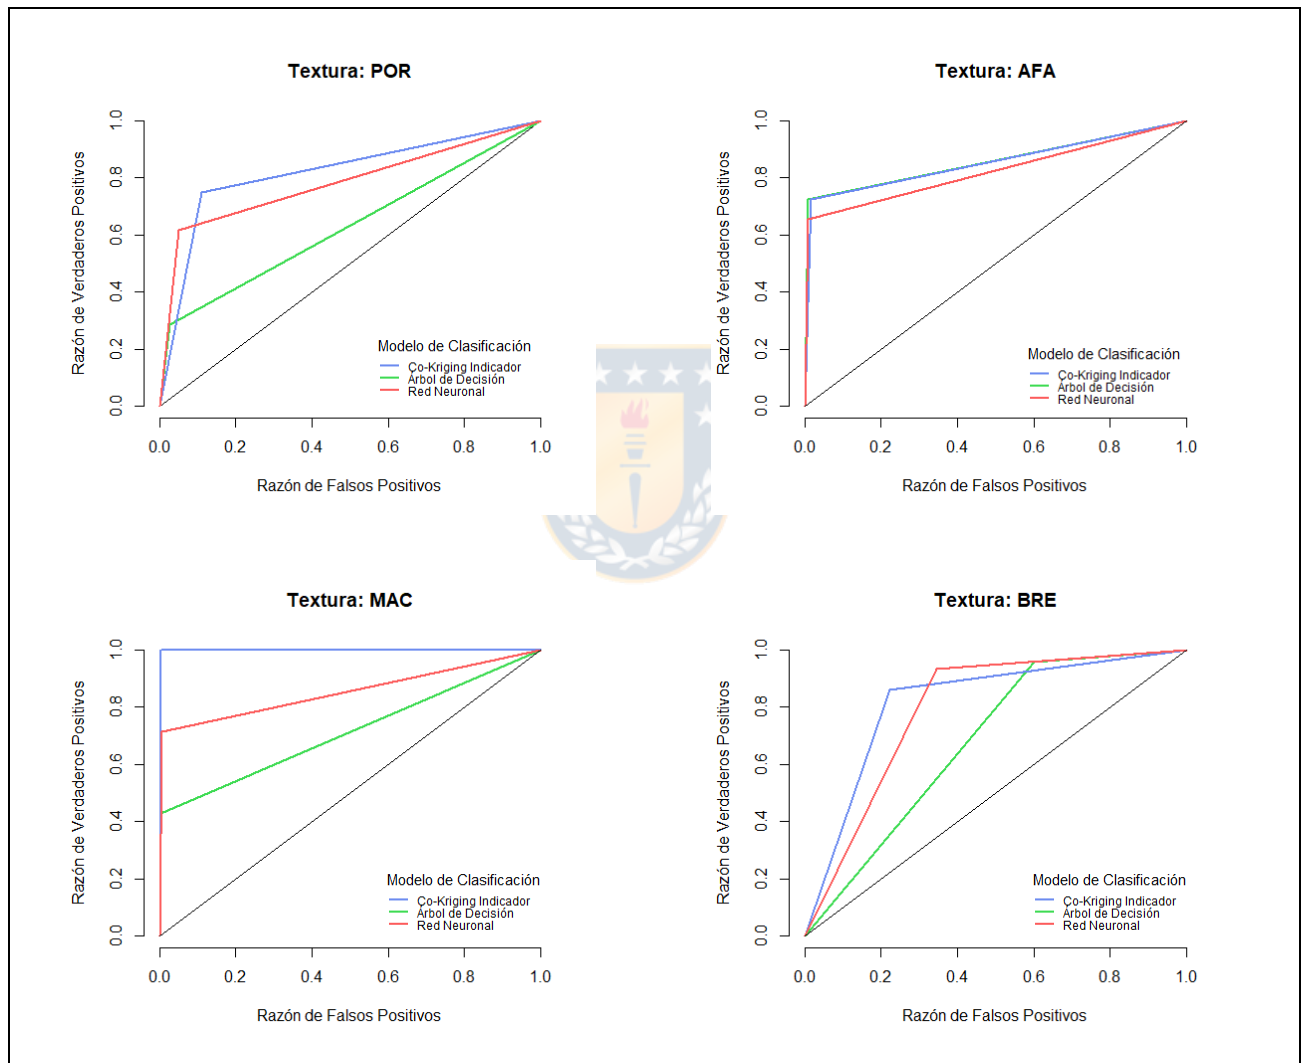 Textura: POR
Razón de Verdaderos Positivos
1.0
0.8
0.6
0.4
0.2
0.0
Modelo de Clasificación
Co-Kriging Indicador
Árbol de Decisión
Red Neuronal
0.0 0.2 0.4 0.6 0.8 1.0
Razón de Falsos Positivos
Textura: AFA
Razón de Verdaderos Positivos
1.0
0.8
0.6
0.4
0.2
0.0
Modelo de Clasificación
Co-Kriging Indicador
Árbol de Decisión
Red Neuronal
0.0 0.2 0.4 0.6 0.8 1.0
Razón de Falsos Positivos
Textura: MAC
Razón de Verdaderos Positivos
1.0
0.8
0.6
0.4
0.2
0.0
Modelo de Clasificación
Co-Kriging Indicador
Árbol de Decisión
Red Neuronal
0.0 0.2 0.4 0.6 0.8 1.0
Razón de Falsos Positivos
Textura: BRE
Razón de Verdaderos Positivos
1.0
0.8
0.6
0.4
0.2
0.0
Modelo de Clasificación
Co-Kriging Indicador
Árbol de Decisión
Red Neuronal
0.0 0.2 0.4 0.6 0.8 1.0
Razón de Falsos Positivos